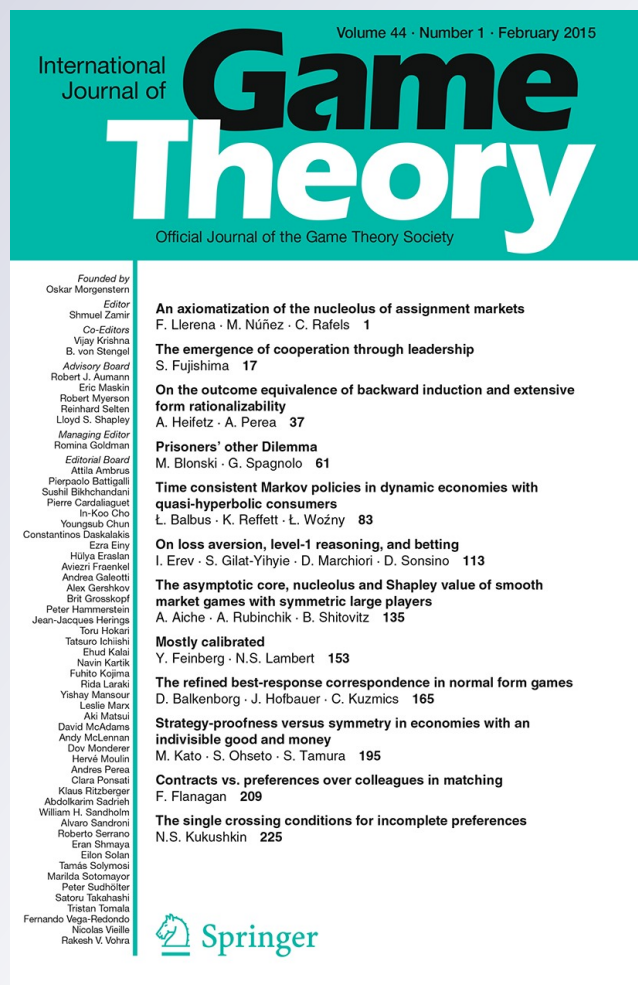 Volume 44 · Number 1 · February 2015
International
Journal of
Game
Theory
Official Journal of the Game Theory Society
Founded by
Oskar Morgenstern
Editor
Shmuel Zamir
Co-Editors
Vijay Krishna
B. von Stengel
Advisory Board
Robert J. Aumann
Eric Maskin
Robert Myerson
Reinhard Selten
Lloyd S. Shapley
Managing Editor
Romina Goldman
Editorial Board
Attila Ambrus
Pierpaolo Battigalli
Sushil Bikhchandani
Pierre Cardaliaguet
In-Koo Cho
Youngsub Chun
Constantinos Daskalakis
Ezra Einy
Hülya Eraslan
Aviezri Fraenkel
Andrea Galeotti
Alex Gershkov
Brit Grosskopf
Peter Hammerstein
Jean-Jacques Herings
Toru Hokari
Tatsuro Ichiishi
Ehud Kalai
Navin Kartik
Fuhito Kojima
Rida Laraki
Yishay Mansour
Leslie Marx
Aki Matsui
David McAdams
Andy McLennan
Dov Monderer
Hervé Moulin
Andres Perea
Clara Ponsati
Klaus Ritzberger
Abdolkarim Sadrieh
William H. Sandholm
Alvaro Sandroni
Roberto Serrano
Eran Shmaya
Eilon Solan
Tamás Solymosi
Marilda Sotomayor
Peter Sudhölter
Satoru Takahashi
Tristan Tomala
Fernando Vega-Redondo
Nicolas Vieille
Rakesh V. Vohra
An axiomatization of the nucleolus of assignment markets
F. Llerena · M. Núñez · C. Rafels 1
The emergence of cooperation through leadership
S. Fujishima 17
On the outcome equivalence of backward induction and extensive
form rationalizability
A. Heifetz · A. Perea 37
Prisoners' other Dilemma
M. Blonski · G. Spagnolo 61
Time consistent Markov policies in dynamic economies with
quasi-hyperbolic consumers
Ł. Balbus · K. Reffett · Ł. Woźny 83
On loss aversion, level-1 reasoning, and betting
I. Erev · S. Gilat-Yihyie · D. Marchiori · D. Sonsino 113
The asymptotic core, nucleolus and Shapley value of smooth
market games with symmetric large players
A. Aiche · A. Rubinchik · B. Shitovitz 135
Mostly calibrated
Y. Feinberg · N.S. Lambert 153
The refined best-response correspondence in normal form games
D. Balkenborg · J. Hofbauer · C. Kuzmics 165
Strategy-proofness versus symmetry in economies with an
indivisible good and money
M. Kato · S. Ohseto · S. Tamura 195
Contracts vs. preferences over colleagues in matching
F. Flanagan 209
The single crossing conditions for incomplete preferences
N.S. Kukushkin 225
Springer